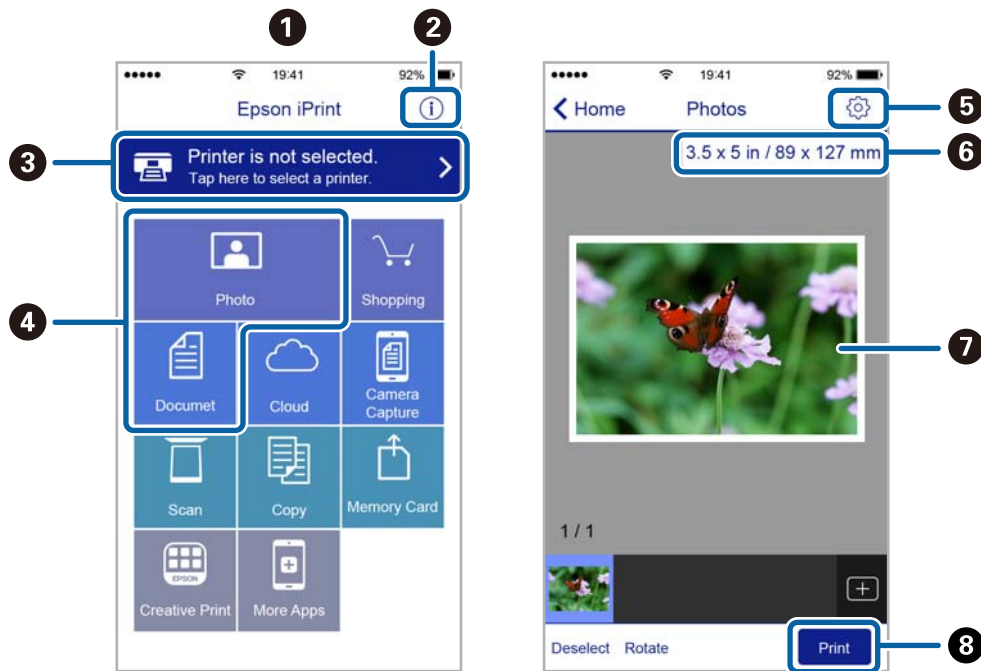 1
2
19:41
92%
Epson iPrint
i
3
Printer is not selected.
Tap here to select a printer.
4
Photo
Shopping
Documet
Cloud
Camera
Capture
Scan
Copy
Memory Card
EPSON
Creative Print
More Apps
19:41
92%
Home
Photos
5
3.5 x 5 in / 89 x 127 mm
6
7
1 / 1
Deselect
Rotate
Print
8